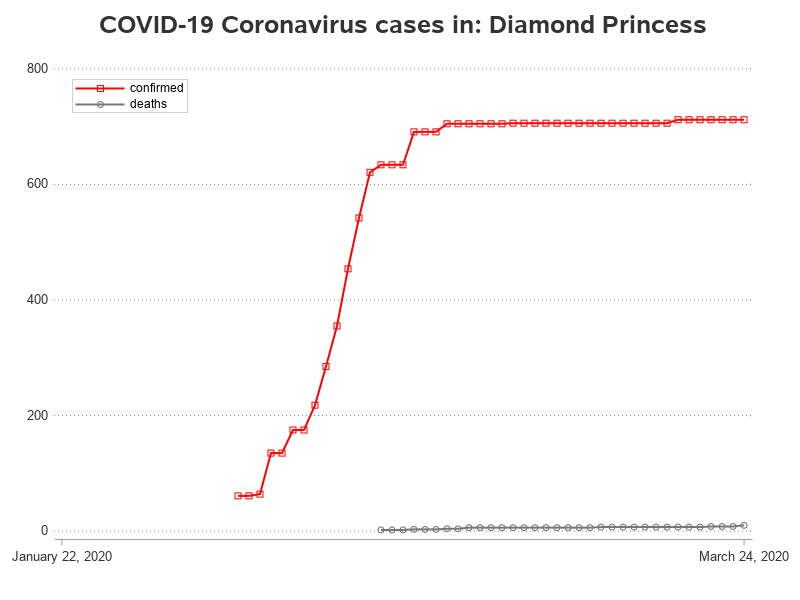 COVID-19 Coronavirus cases in: Diamond Princess
800
confirmed
deaths
600
400
200
0
January 22, 2020
March 24, 2020